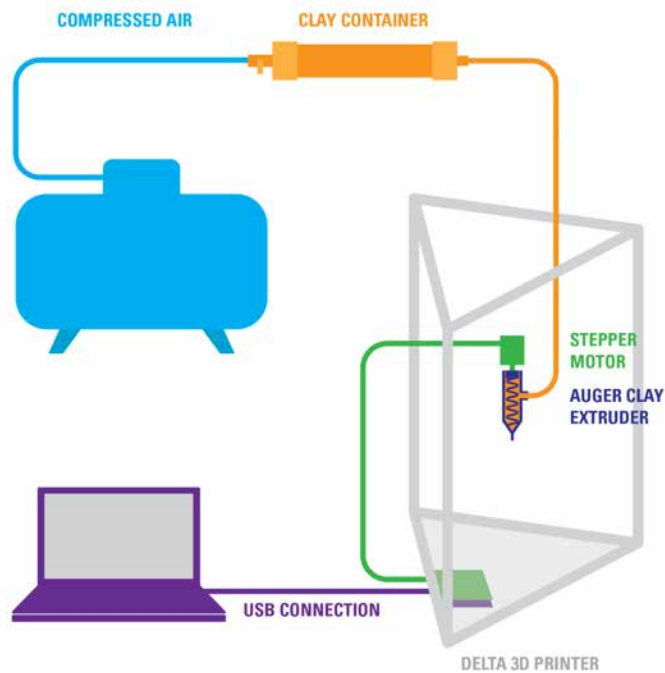 COMPRESSED AIR
CLAY CONTAINER
STEPPER
MOTOR
AUGER CLAY
EXTRUDER
USB CONNECTION
DELTA 3D PRINTER